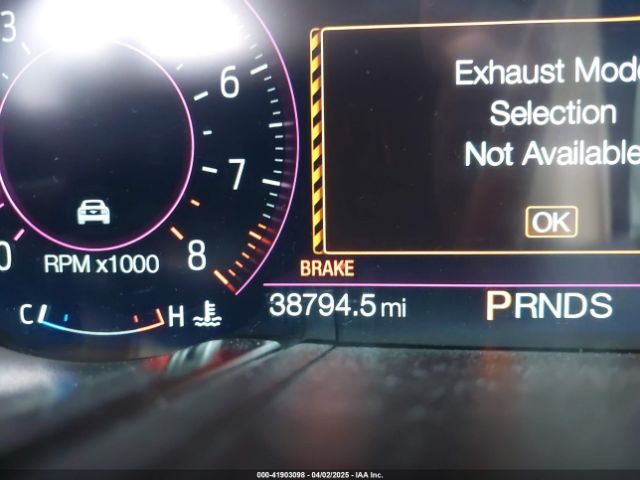 3
6
7
8
0
RPM x1000
Exhaust Mode
Selection
Not Available
OK
BRAKE
C H
38794.5 mi
PRNDS
000-41903098 - 04/02/2025 - IAA Inc.